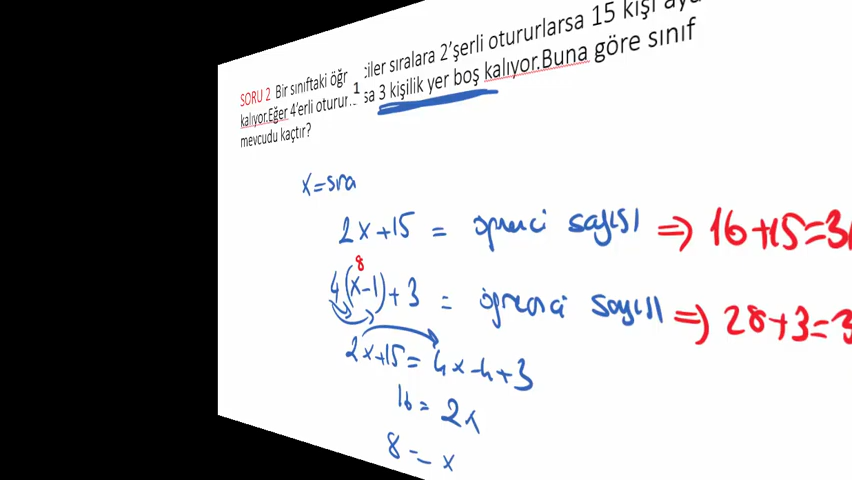 SORU 2 Bir sınıftaki öğr ciler sıralara 2'şerli otururlarsa 15 kişi
kalıyor.Eğer 4'erli oturur 1 sa 3 kişilik yer boş kalıyor.Buna göre sınıf
mevcudu kaçtır?
x=sıra
2x+15 = öğrenci sayısı ⇒ 16+15=3
8
4(x-1)+3 = öğrenci sayısı ⇒ 28+3=3
2x+15=4x-4+3
16=2x
8=x